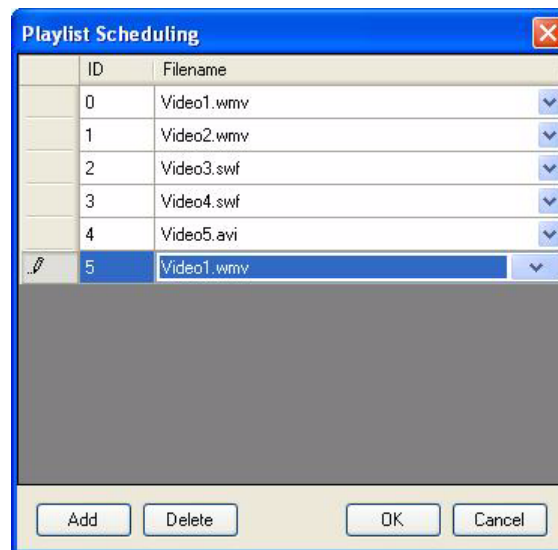 Playlist Scheduling
ID Filename
0 Video1.wmv
1 Video2.wmv
2 Video3.swf
3 Video4.swf
4 Video5.avi
5 Video1.wmv
Add Delete OK Cancel